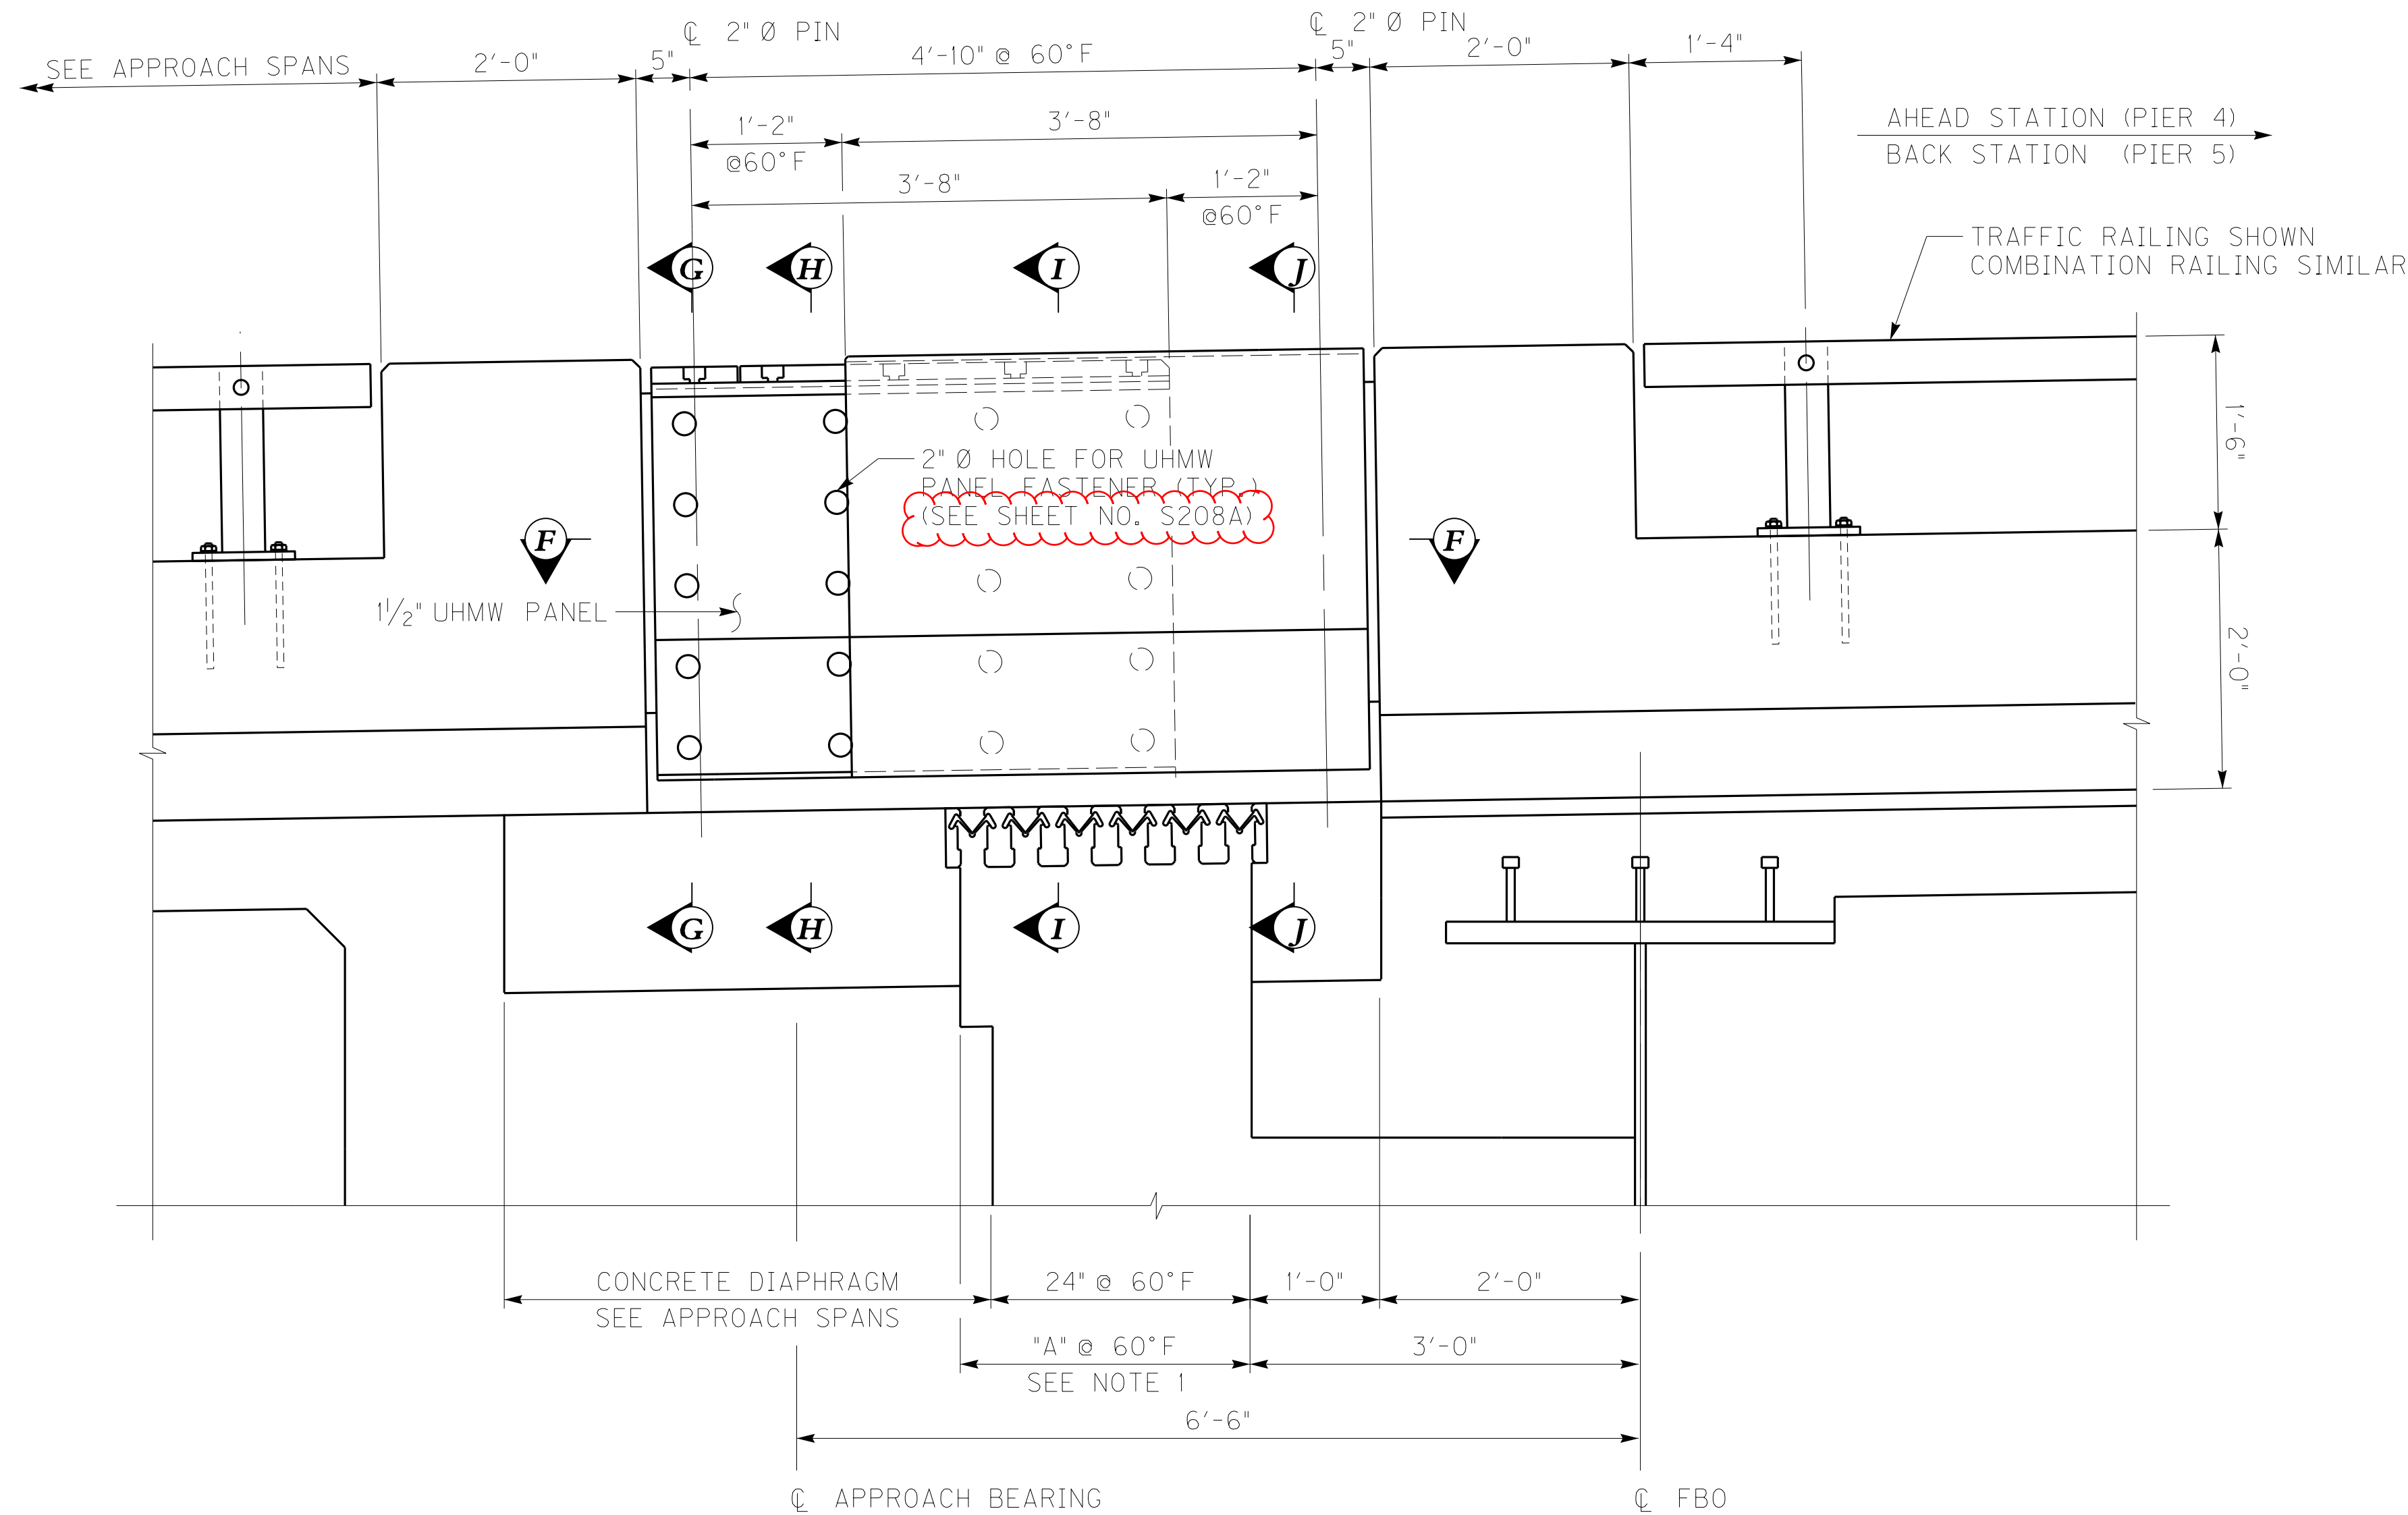 ℄ 2" Ø PIN
℄ 2" Ø PIN
SEE APPROACH SPANS
2'-0"
5"
4'-10" @ 60°F
5"
2'-0"
1'-4"
1'-2"
@60°F
3'-8"
3'-8"
1'-2"
@60°F
AHEAD STATION (PIER 4)
BACK STATION (PIER 5)
TRAFFIC RAILING SHOWN
COMBINATION RAILING SIMILAR
G
H
I
J
2" Ø HOLE FOR UHMW
PANEL FASTENER (TYP.)
(SEE SHEET NO. S208A)
1'-6"
F
F
1 1/2" UHMW PANEL
2'-0"
G
H
I
J
CONCRETE DIAPHRAGM
SEE APPROACH SPANS
24" @ 60°F
1'-0"
2'-0"
"A" @ 60°F
SEE NOTE 1
3'-0"
6'-6"
℄ APPROACH BEARING
℄ FBO